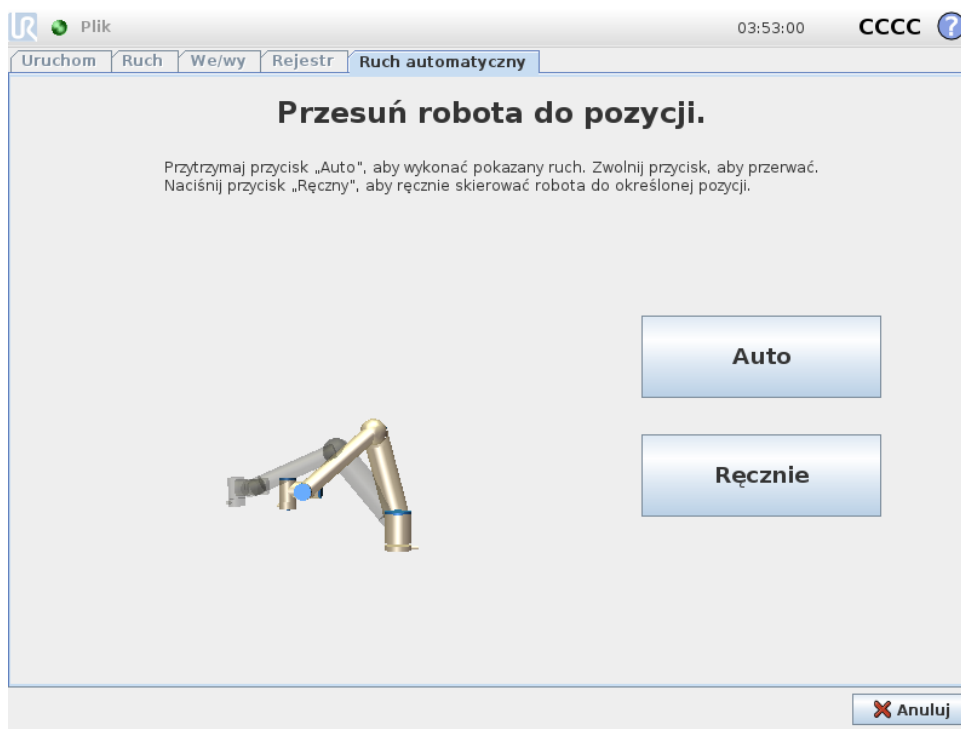 UR Plik 03:53:00 CCCC ?
Uruchom Ruch We/wy Rejestr Ruch automatyczny
Przesuń robota do pozycji.
Przytrzymaj przycisk „Auto”, aby wykonać pokazany ruch. Zwolnij przycisk, aby przerwać.
Naciśnij przycisk „Ręczny”, aby ręcznie skierować robota do określonej pozycji.
Auto
Ręcznie
Anuluj